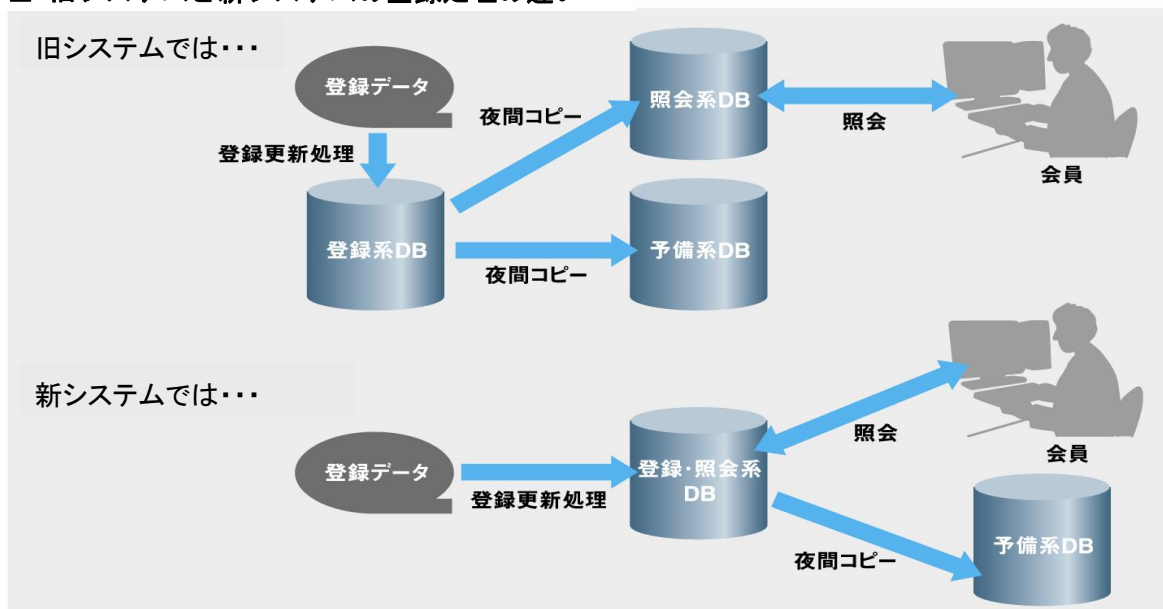 旧システムでは・・・
登録データ
照会系DB
夜間コピー
照会
登録更新処理
会員
登録系DB
予備系DB
夜間コピー
新システムでは・・・
照会
会員
登録データ
登録・照会系
DB
登録更新処理
予備系DB
夜間コピー